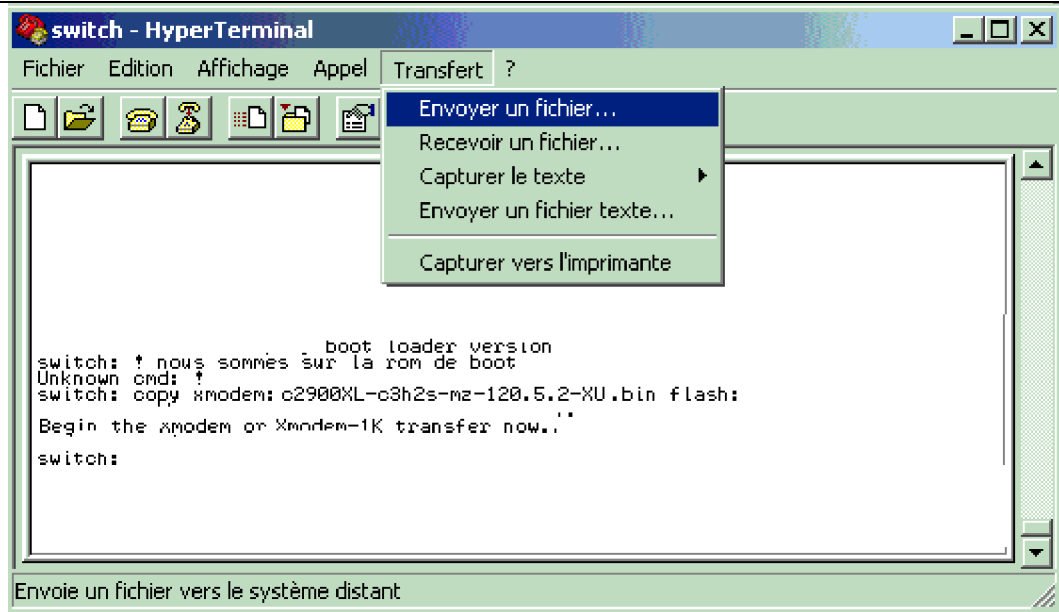 switch - HyperTerminal
Fichier Edition Affichage Appel Transfert ?
Envoyer un fichier...
Recevoir un fichier...
Capturer le texte
Envoyer un fichier texte...
Capturer vers l'imprimante
boot loader version
switch: ! nous sommes sur la rom de boot
Unknown cmd: !
switch: copy xmodem:c2900XL-c3h2s-mz-120.5.2-XU.bin flash:
Begin the xmodem or Xmodem-1K transfer now...
switch:
Envoie un fichier vers le système distant